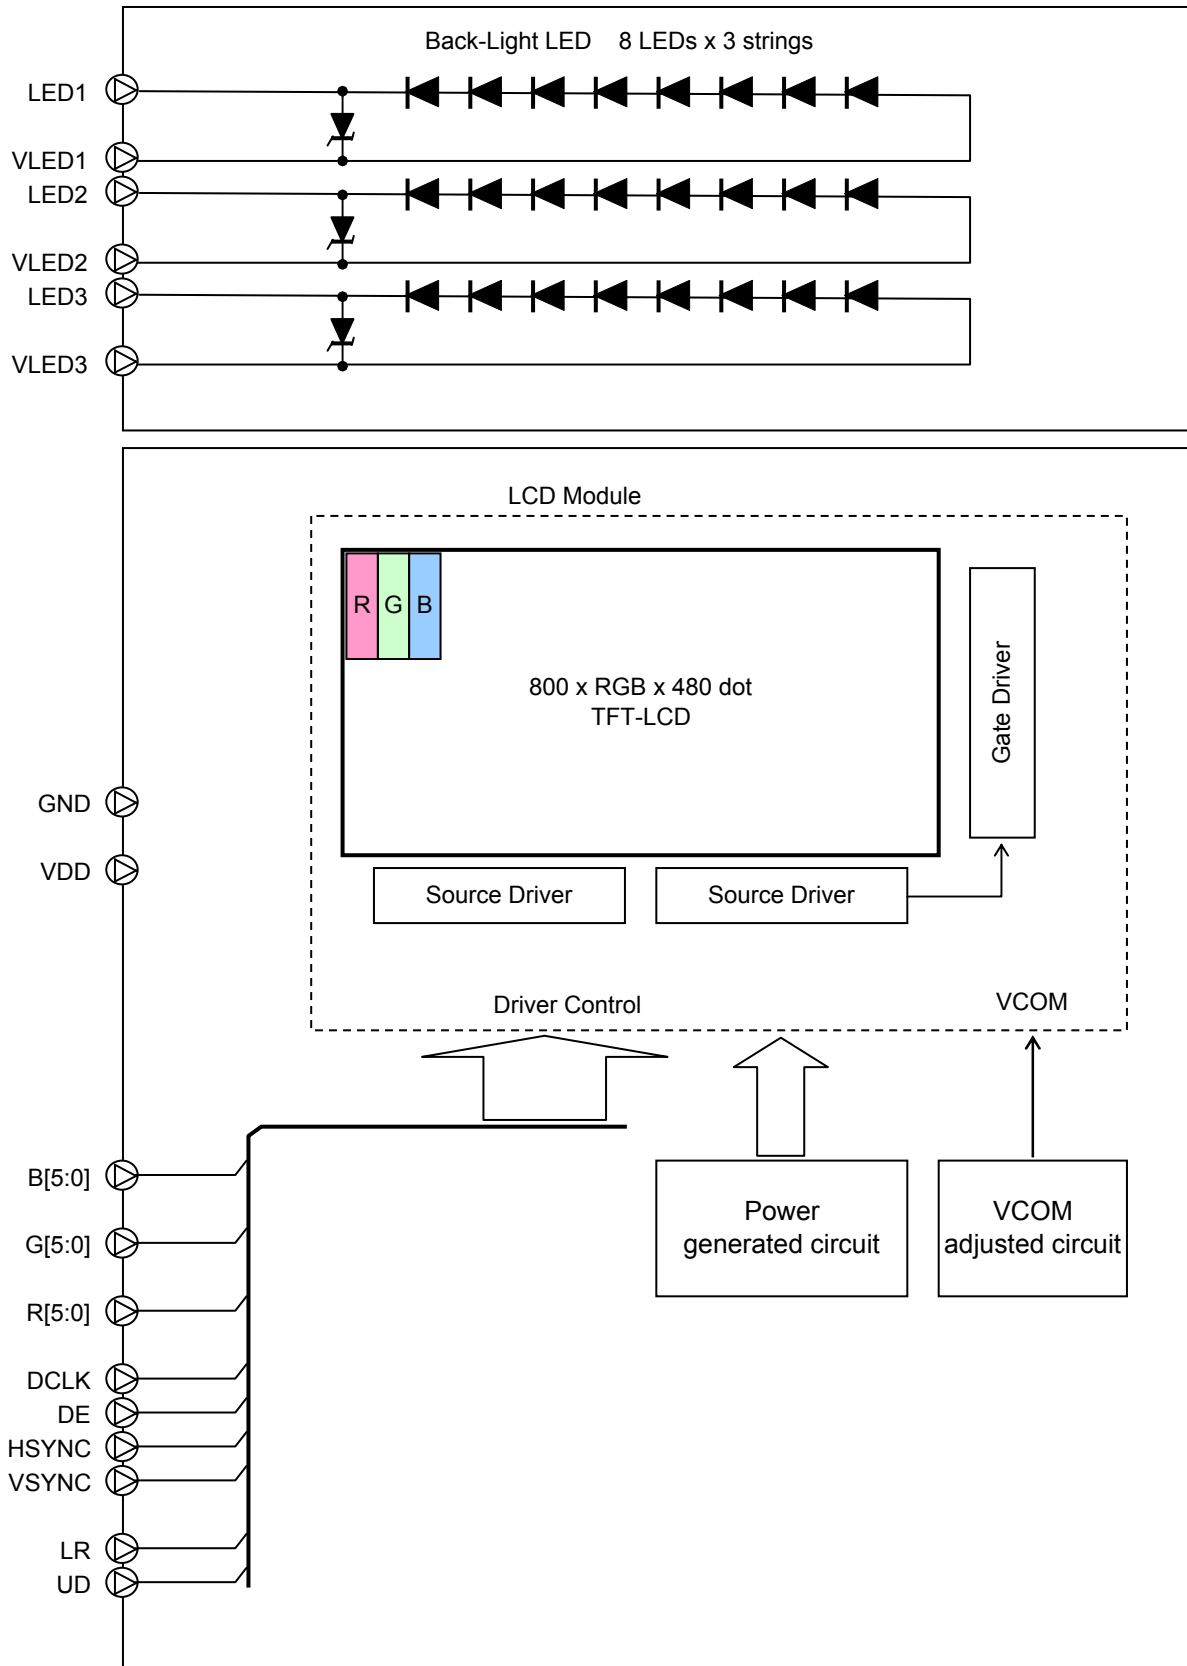 Back-Light LED 8 LEDs x 3 strings
LED1
VLED1
LED2
VLED2
LED3
VLED3
LCD Module
R G B
800 x RGB x 480 dot
TFT-LCD
Gate Driver
GND
VDD
Source Driver
Source Driver
Driver Control
VCOM
B[5:0]
G[5:0]
R[5:0]
Power
generated circuit
VCOM
adjusted circuit
DCLK
DE
HSYNC
VSYNC
LR
UD